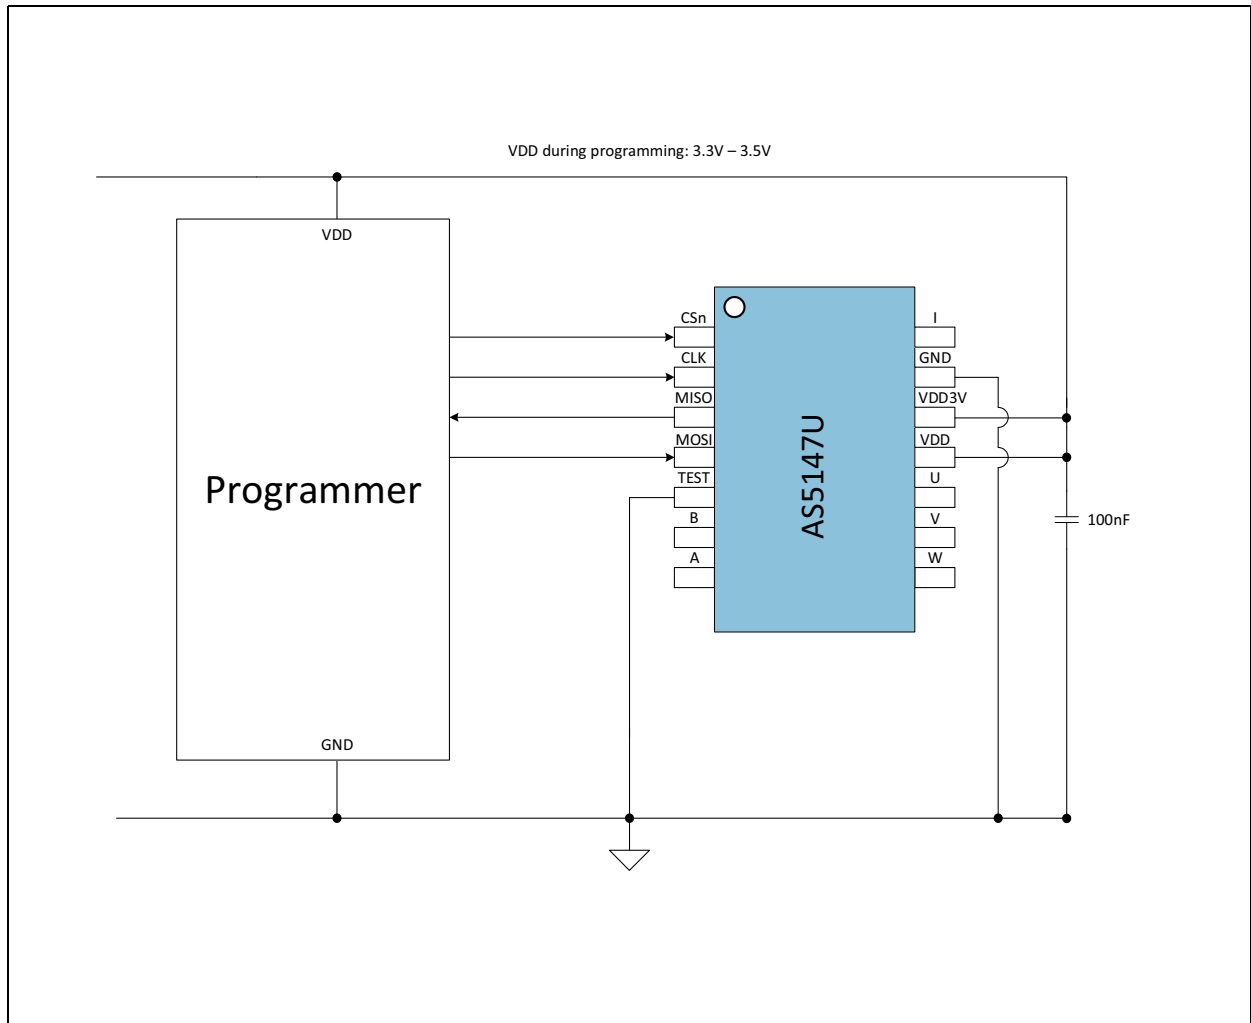 VDD during programming: 3.3V – 3.5V
VDD
CSn
I
CLK
GND
MISO
VDD3V
MOSI
VDD
TEST
U
B
V
A
W
Programmer
AS5147U
100nF
GND